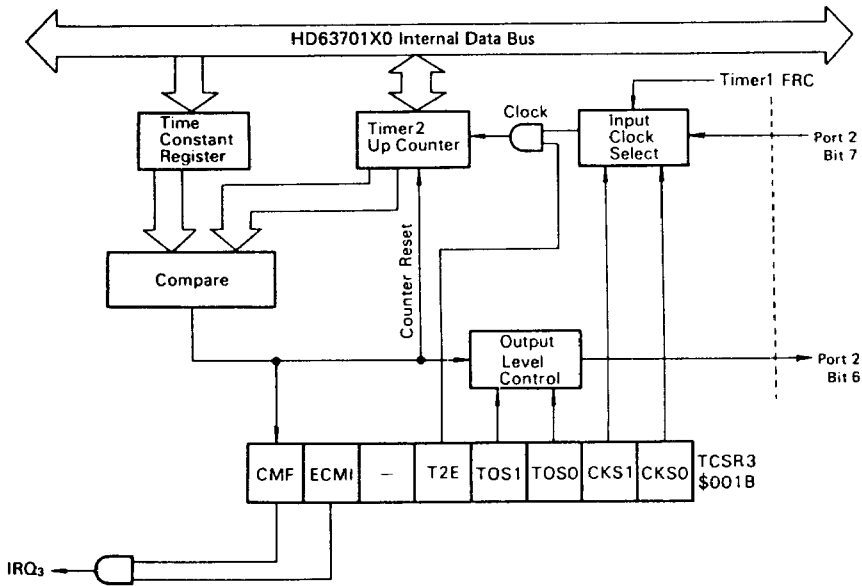 HD63701X0 Internal Data Bus
Timer1 FRC
Time
Constant
Register
Timer2
Up Counter
Clock
Input
Clock
Select
Port 2
Bit 7
Compare
Counter Reset
Output
Level
Control
Port 2
Bit 6
CMF
ECMI
–
T2E
TOS1
TOS0
CKS1
CKS0
TCSR3
$001B
IRQ₃